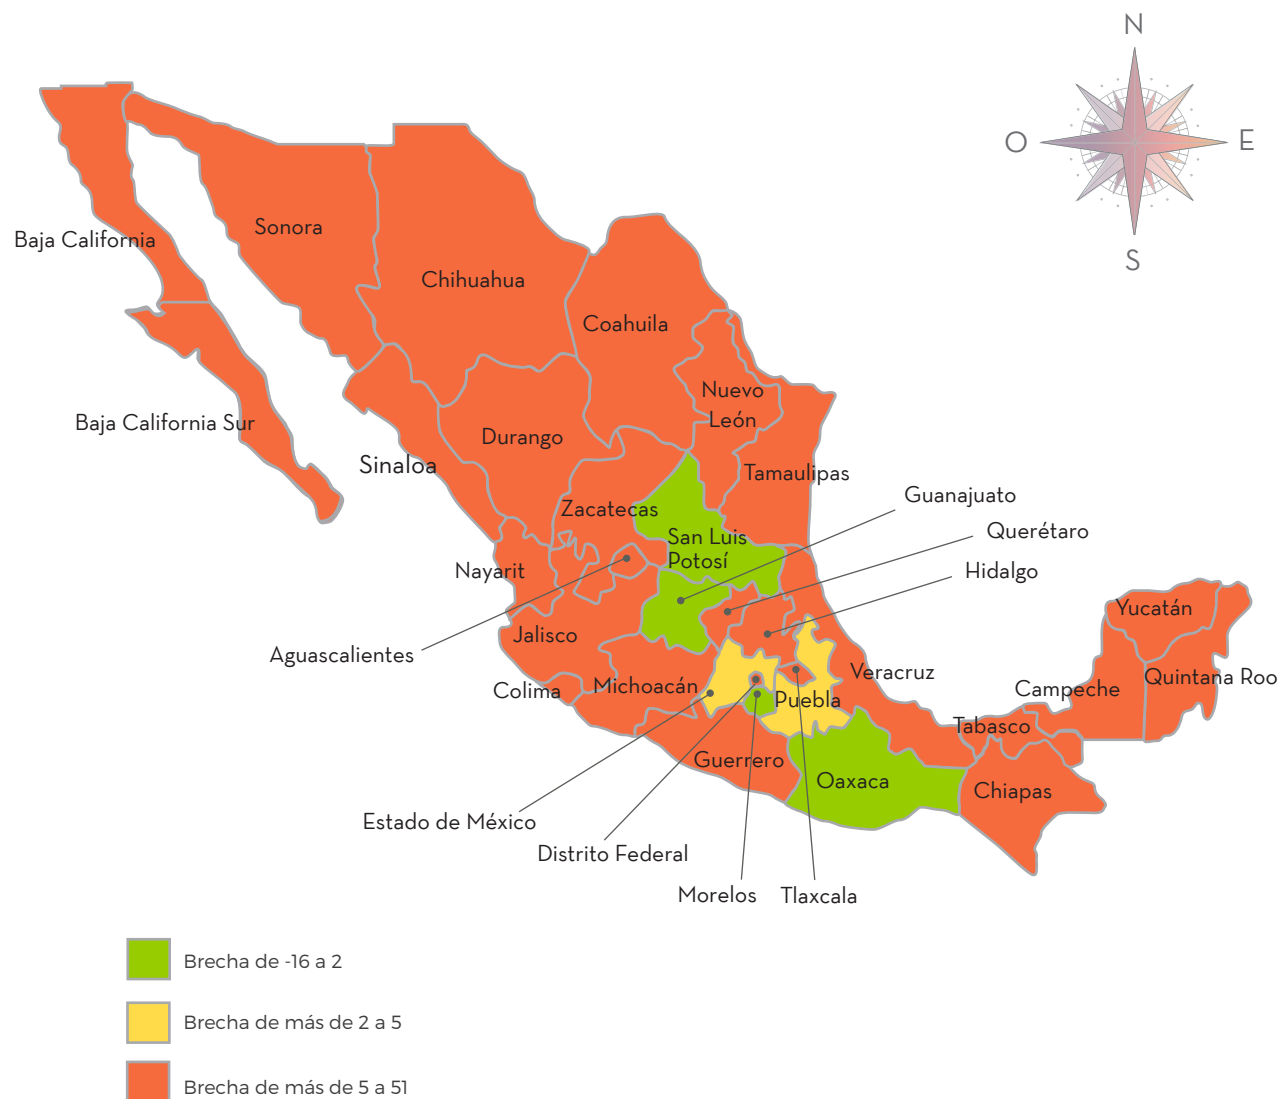 N
O
E
S
Baja California
Sonora
Chihuahua
Coahuila
Nuevo
León
Baja California Sur
Durango
Sinaloa
Tamaulipas
Zacatecas
Guanajuato
San Luis
Potosí
Querétaro
Nayarit
Hidalgo
Yucatán
Jalisco
Aguascalientes
Veracruz
Quintana Roo
Colima
Michoacán
Campeche
Puebla
Tabasco
Guerrero
Oaxaca
Chiapas
Estado de México
Distrito Federal
Morelos
Tlaxcala
Brecha de -16 a 2
Brecha de más de 2 a 5
Brecha de más de 5 a 51